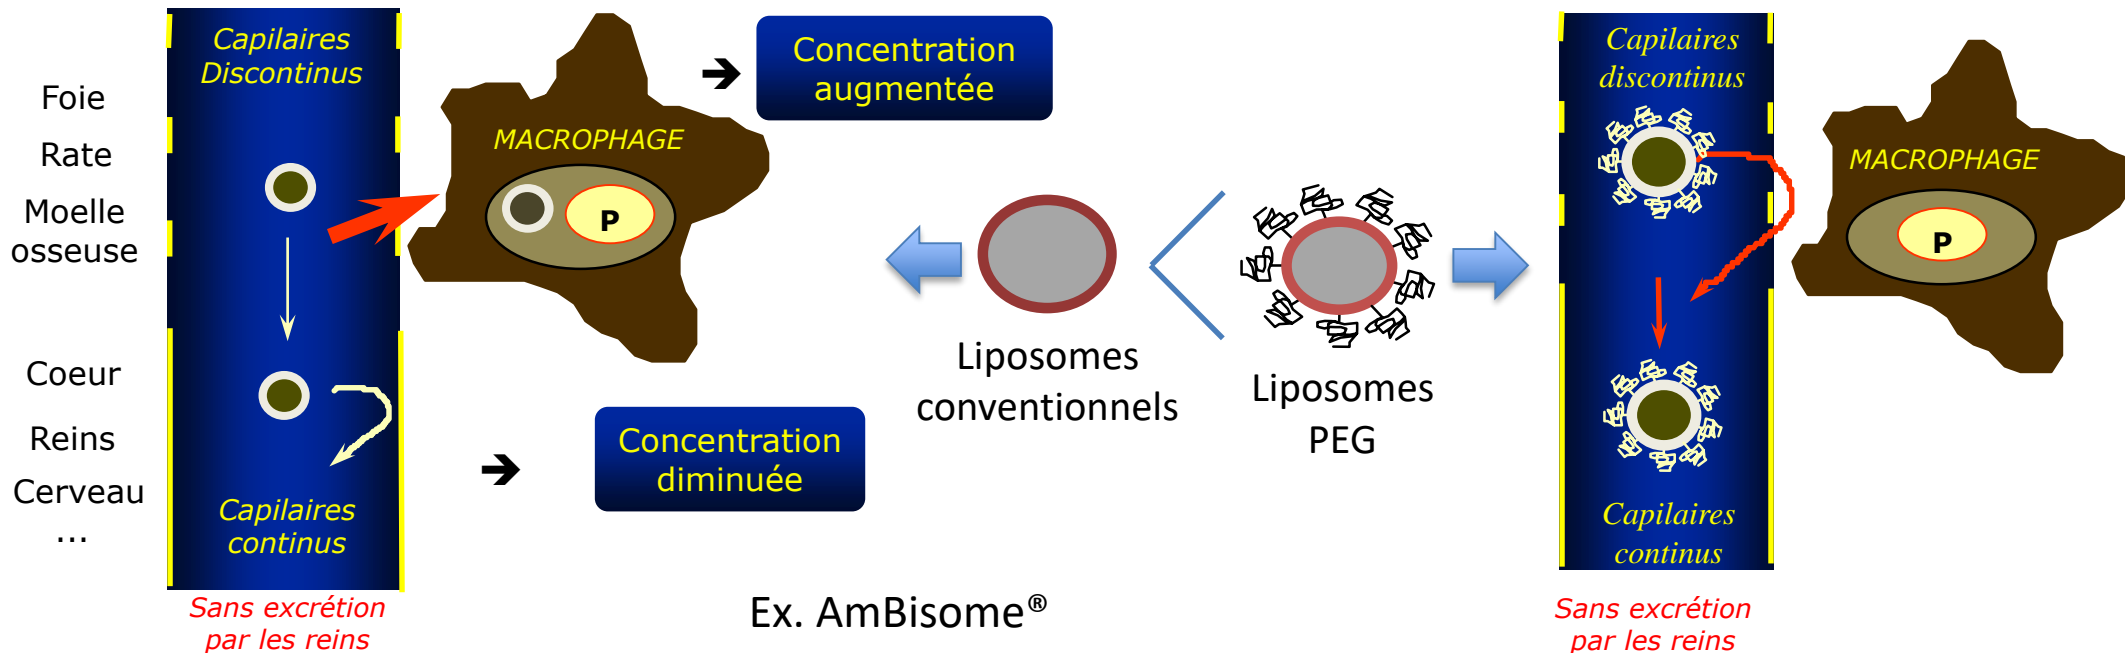 Capilaires
Discontinus
Foie
Rate
Moelle
osseuse
MACROPHAGE
P
➔
Concentration
augmentée
Coeur
Reins
Cerveau
...
Capilaires
continus
Sans excrétion
par les reins
➔
Concentration
diminuée
Liposomes
conventionnels
Liposomes
PEG
Ex. AmBisome®
Capilaires
discontinus
MACROPHAGE
P
Capilaires
continus
Sans excrétion
par les reins